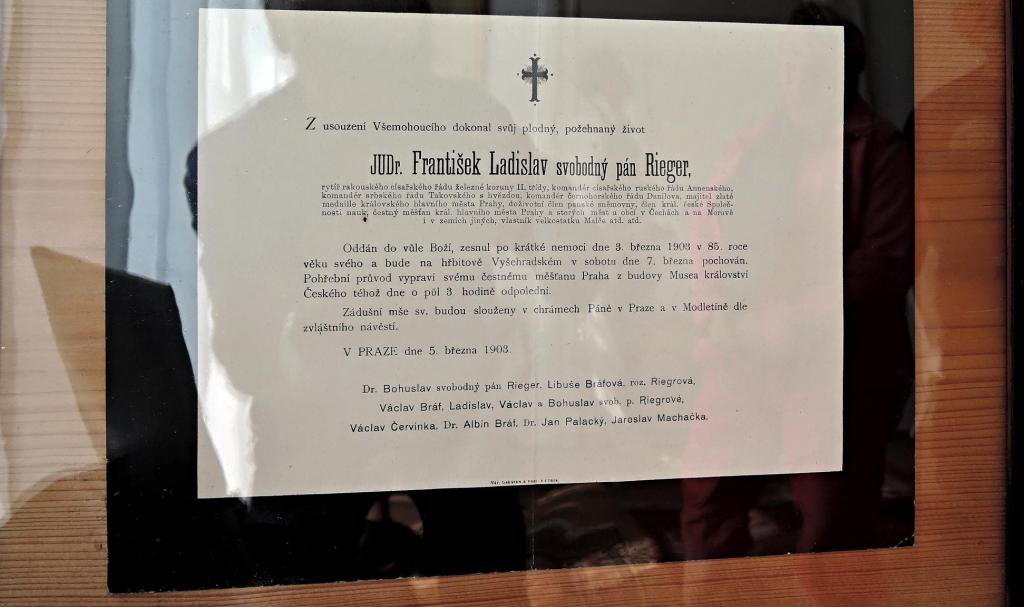 Z usouzení Všemohoucího dokonal svůj plodný, požehnaný život
JUDr. František Ladislav svobodný pán Rieger,
rytíř rakouského císařského řádu železné koruny II. třídy, komandér císařského ruského řádu Annenského,
komandér srbského řádu Takovského s hvězdou, komandér černohorského řádu Danilova, majitel zlaté
medaille královského hlavního města Prahy, doživotní člen panské sněmovny, člen král. české Společ-
nosti nauk, čestný měšťan král. hlavního města Prahy a sterých měst a obcí v Čechách a na Moravě
i v zemích jiných, vlastník velkostatku Maleč atd. atd.
Oddán do vůle Boží, zesnul po krátké nemoci dne 3. března 1903 v 85. roce
věku svého a bude na hřbitově Vyšehradském v sobotu dne 7. března pochován.
Pohřební průvod vypraví svému čestnému měšťanu Praha z budovy Musea království
Českého téhož dne o půl 3. hodině odpolední.
Zádušní mše sv. budou slouženy v chrámech Páně v Praze a v Modletíně dle
zvláštního návěstí.
V PRAZE dne 5. března 1903.
Dr. Bohuslav svobodný pán Rieger, Libuše Bráfová, roz. Riegrová,
Václav Bráf, Ladislav, Václav a Bohuslav svob. p. Riegrové,
Václav Červinka, Dr. Albín Bráf, Dr. Jan Palacký, Jaroslav Machačka.